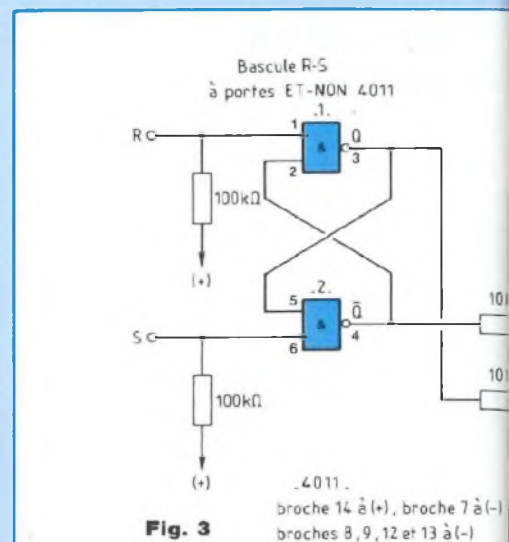 Bascule R-S
à portes ET-NON 4011
.1.
1
R
&
Q
3
2
100kΩ
(+)
.2.
5
&
Q̄
4
S
6
100kΩ
(+)
.4011.
broche 14 à (+), broche 7 à (-)
broches 8, 9, 12 et 13 à (-)
Fig. 3